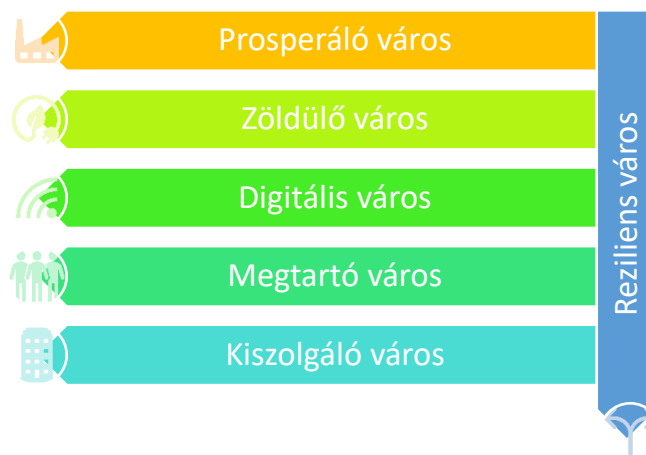 Prosperáló város
Zöldülő város
Digitális város
Megtartó város
Kiszolgáló város
Reziliens város